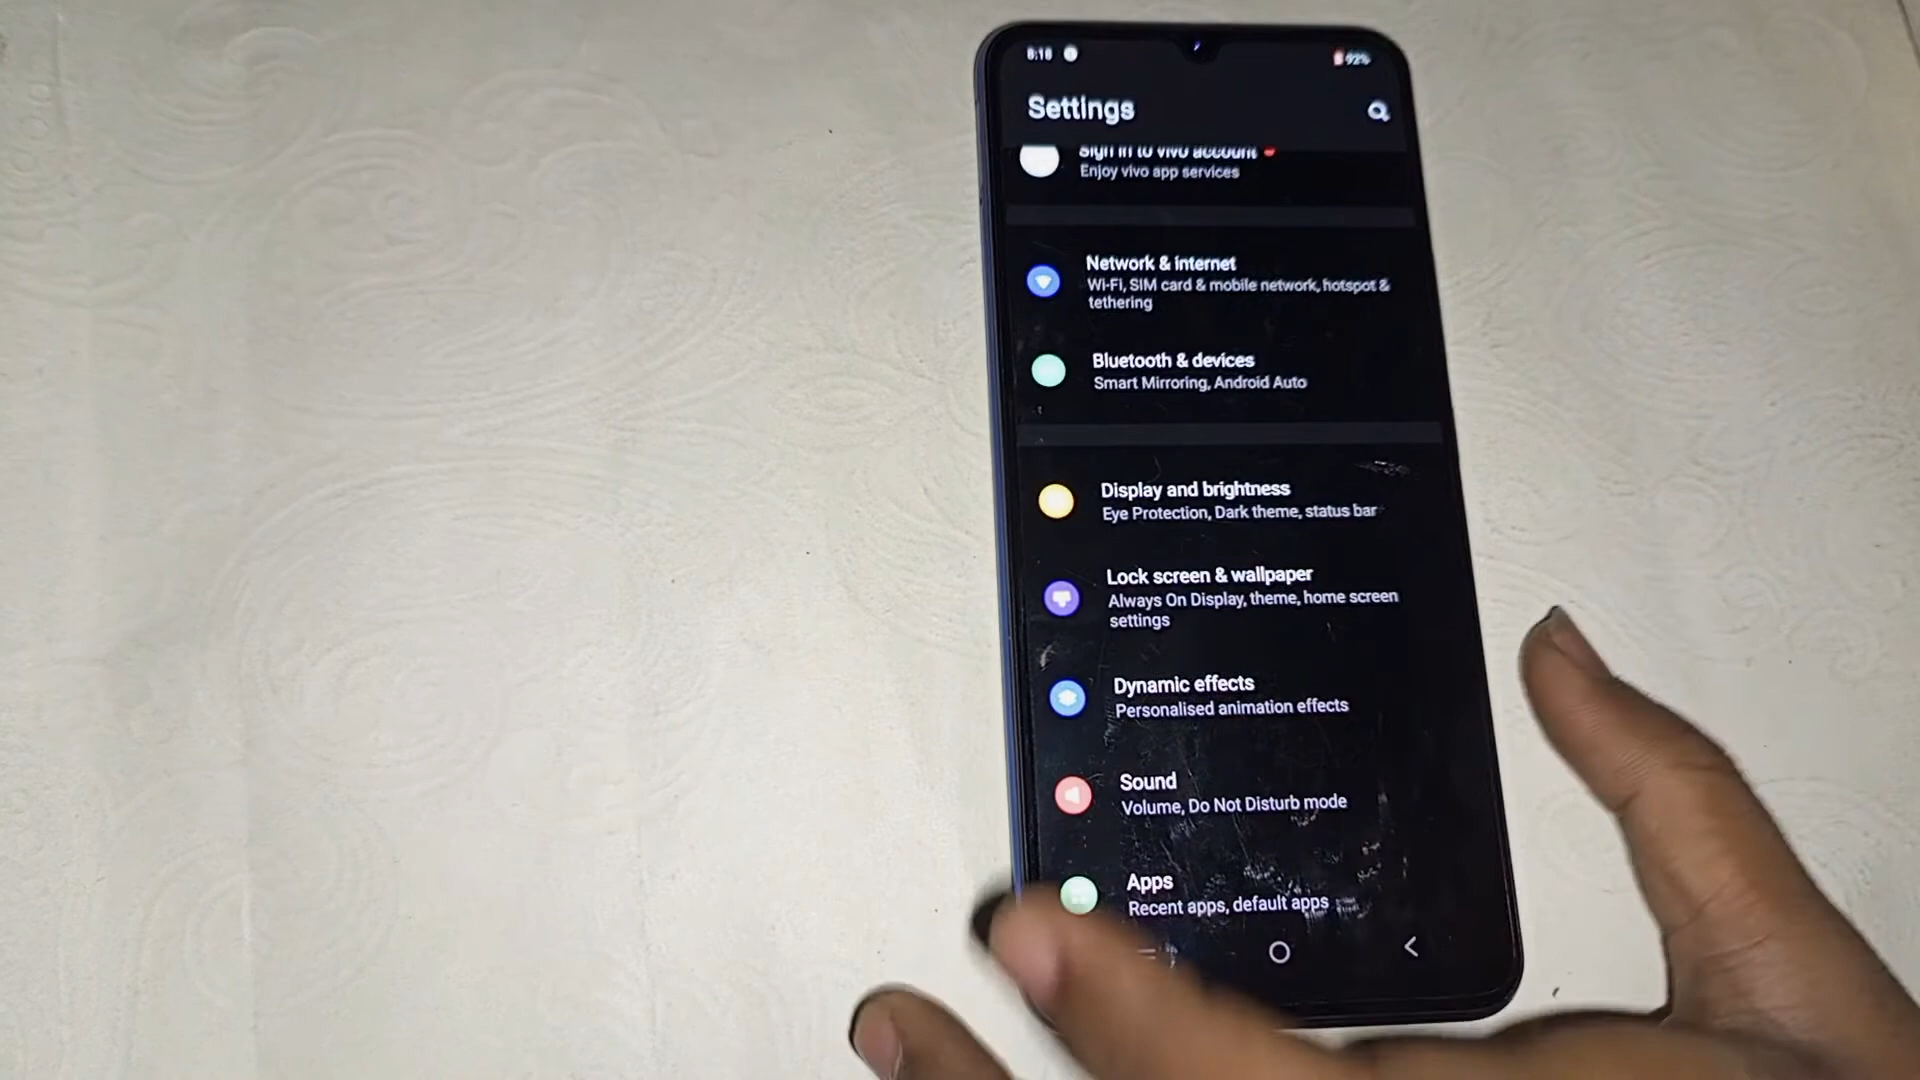 8:18
92%
Settings
Sign in to vivo account
Enjoy vivo app services
Network & internet
Wi-Fi, SIM card & mobile network, hotspot &
tethering
Bluetooth & devices
Smart Mirroring, Android Auto
Display and brightness
Eye Protection, Dark theme, status bar
Lock screen & wallpaper
Always On Display, theme, home screen
settings
Dynamic effects
Personalised animation effects
Sound
Volume, Do Not Disturb mode
Apps
Recent apps, default apps